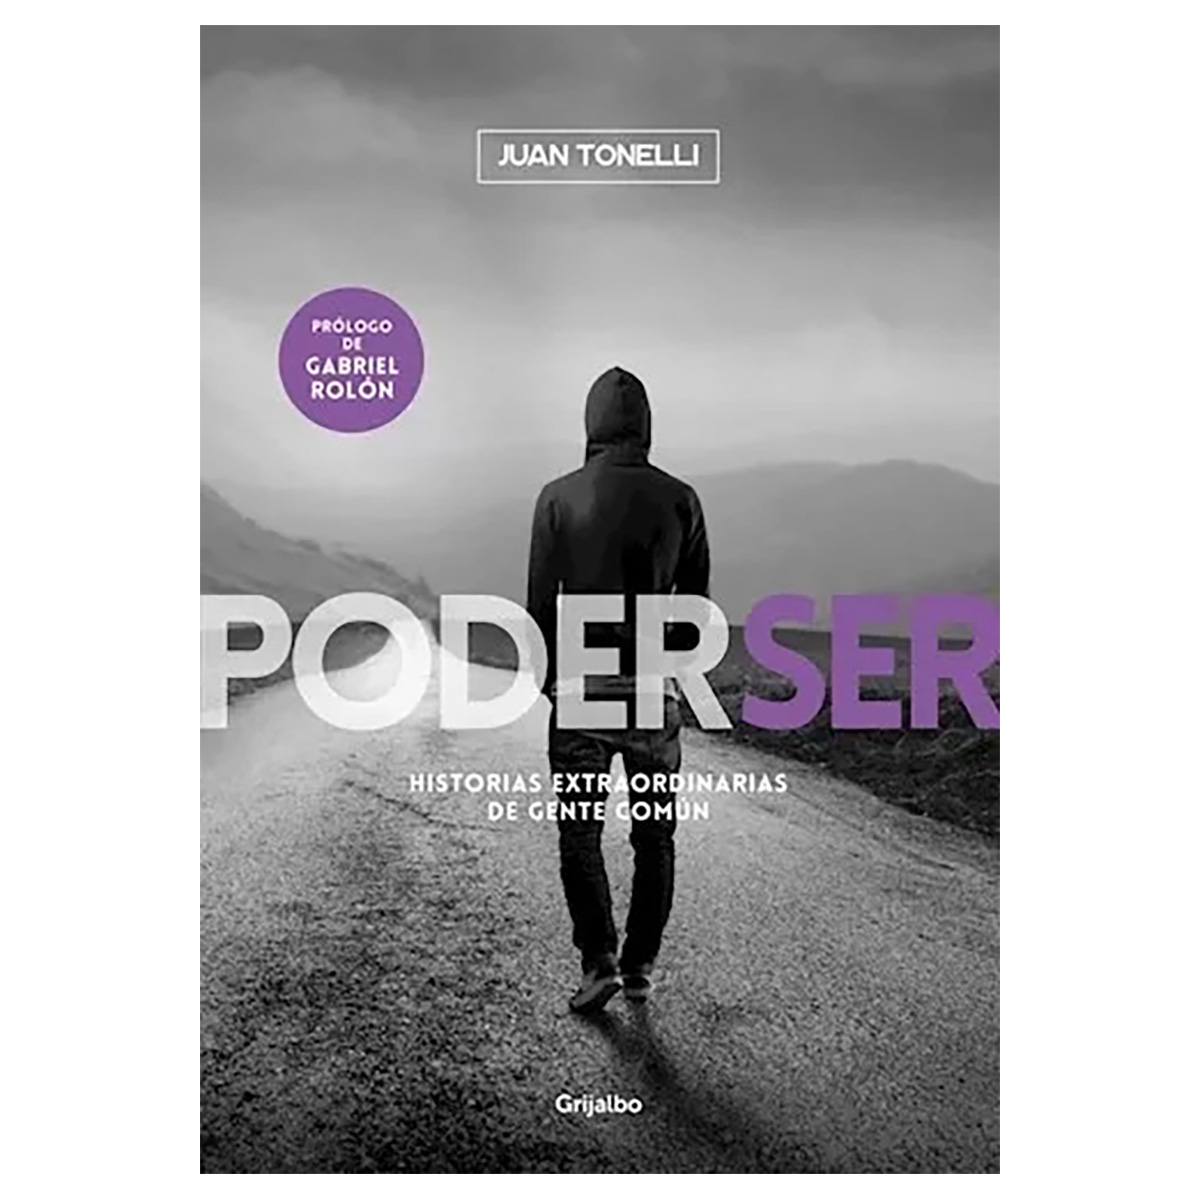 JUAN TONELLI
PRÓLOGO
DE
GABRIEL
ROLÓN
PODERSER
HISTORIAS EXTRAORDINARIAS
DE GENTE COMÚN
Grijalbo